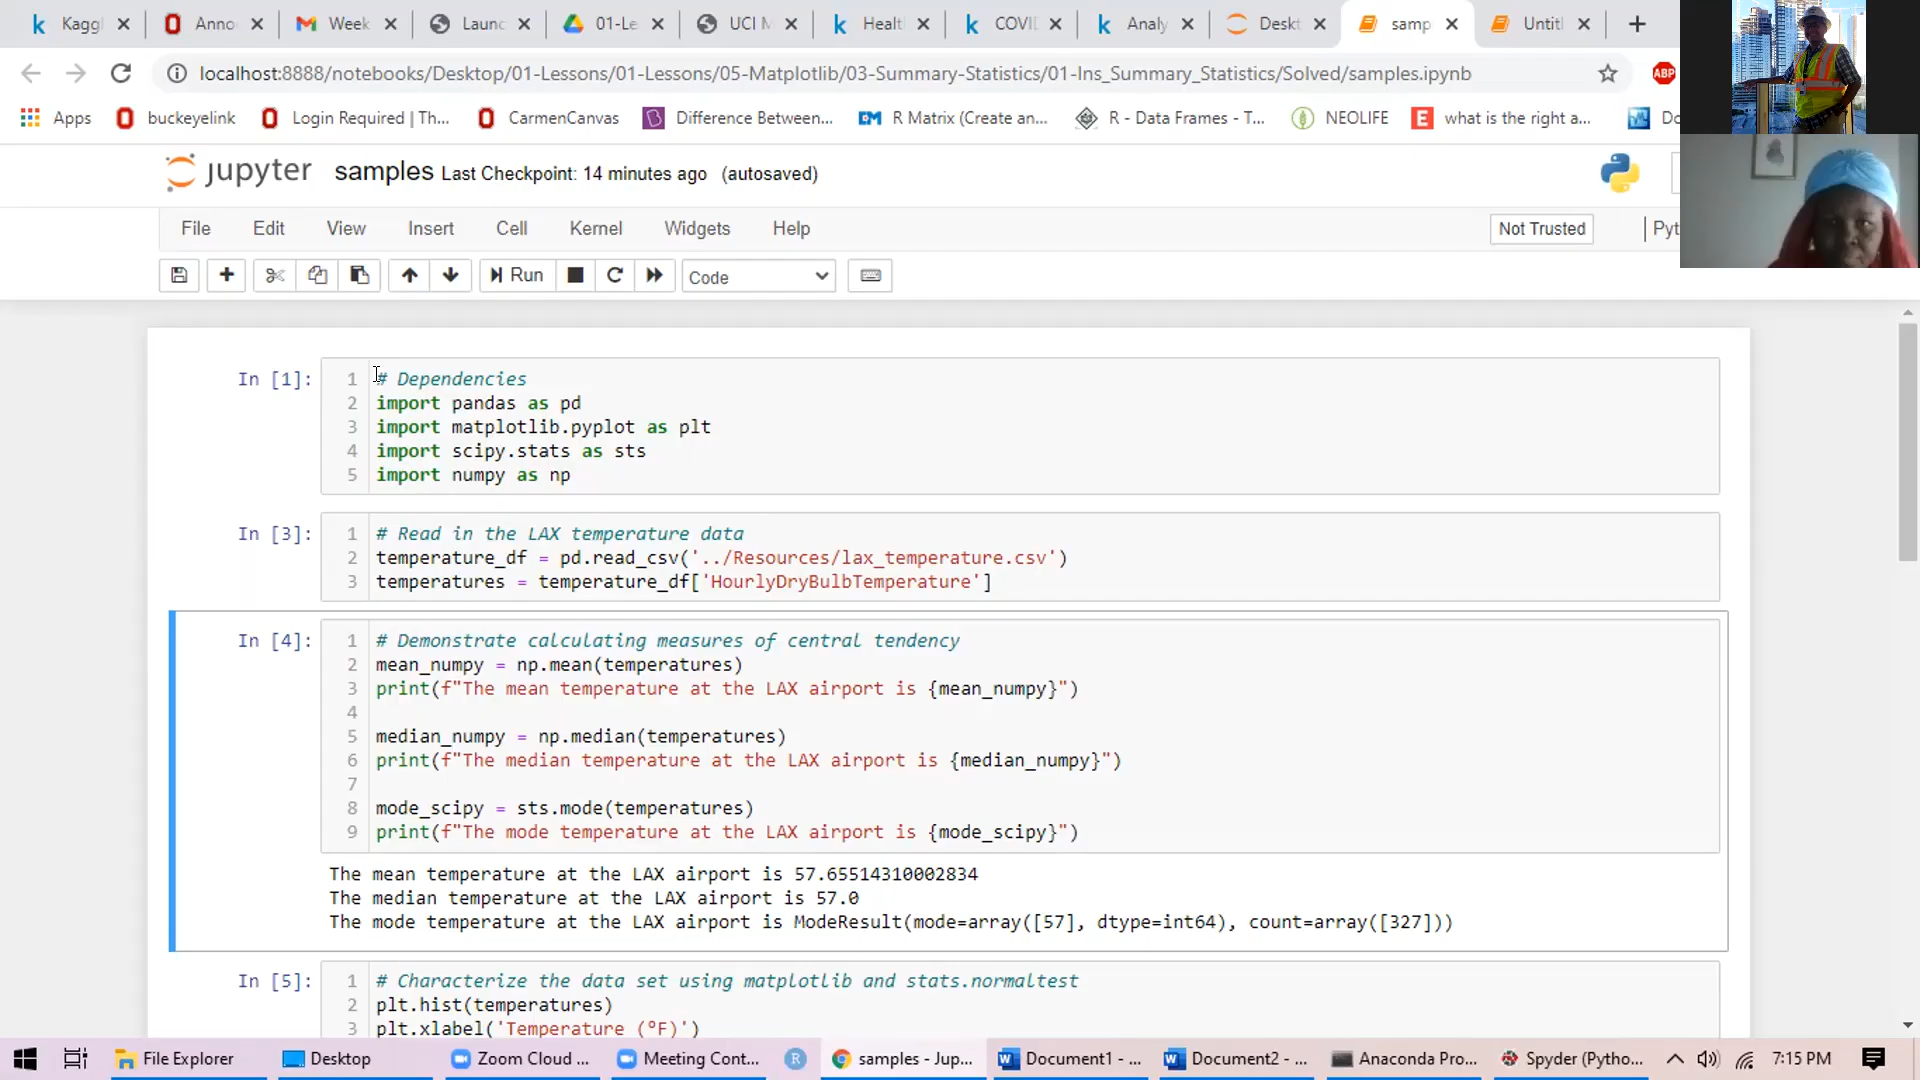 Kaggl
Anno
Week
Launc
01-Le
UCI M
Healt
COVI
Analy
Deskt
samp
Untitl
localhost:8888/notebooks/Desktop/01-Lessons/01-Lessons/05-Matplotlib/03-Summary-Statistics/01-Ins_Summary_Statistics/Solved/samples.ipynb
ABP
Apps
buckeyelink
Login Required | Th...
CarmenCanvas
Difference Between...
R Matrix (Create an...
R - Data Frames - T...
NEOLIFE
what is the right a...
jupyter samples Last Checkpoint: 14 minutes ago (autosaved)
File Edit View Insert Cell Kernel Widgets Help
Not Trusted
Run
Code
In [1]:
1 # Dependencies
2 import pandas as pd
3 import matplotlib.pyplot as plt
4 import scipy.stats as sts
5 import numpy as np
In [3]:
1 # Read in the LAX temperature data
2 temperature_df = pd.read_csv('../Resources/lax_temperature.csv')
3 temperatures = temperature_df['HourlyDryBulbTemperature']
In [4]:
1 # Demonstrate calculating measures of central tendency
2 mean_numpy = np.mean(temperatures)
3 print(f"The mean temperature at the LAX airport is {mean_numpy}")
4
5 median_numpy = np.median(temperatures)
6 print(f"The median temperature at the LAX airport is {median_numpy}")
7
8 mode_scipy = sts.mode(temperatures)
9 print(f"The mode temperature at the LAX airport is {mode_scipy}")
The mean temperature at the LAX airport is 57.65514310002834
The median temperature at the LAX airport is 57.0
The mode temperature at the LAX airport is ModeResult(mode=array([57], dtype=int64), count=array([327]))
In [5]:
1 # Characterize the data set using matplotlib and stats.normaltest
2 plt.hist(temperatures)
3 plt.xlabel('Temperature (°F)')
File Explorer
Desktop
Zoom Cloud ...
Meeting Cont...
samples - Jup...
Document1 - ...
Document2 - ...
Anaconda Pro...
Spyder (Pytho...
7:15 PM